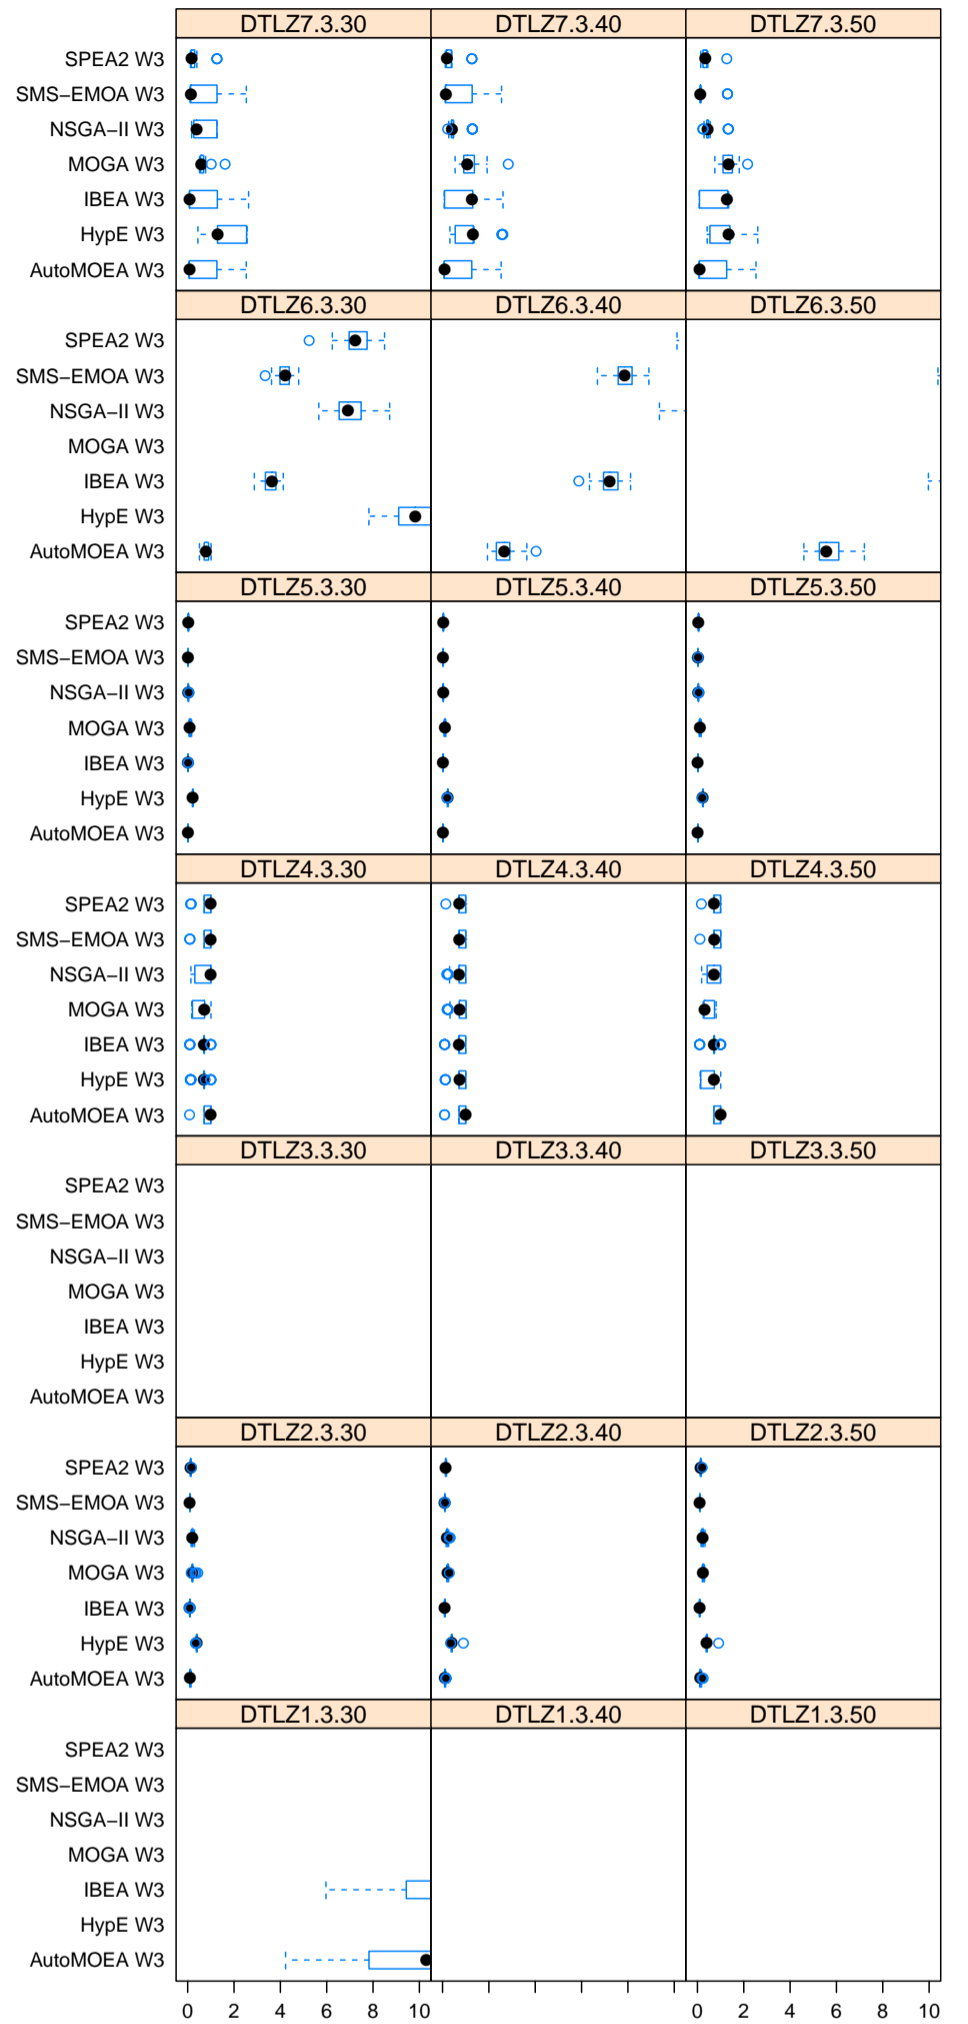 DTLZ7.3.30 DTLZ7.3.40 DTLZ7.3.50
SPEA2 W3
SMS−EMOA W3
NSGA−II W3
MOGA W3
IBEA W3
HypE W3
AutoMOEA W3
DTLZ6.3.30 DTLZ6.3.40 DTLZ6.3.50
SPEA2 W3
SMS−EMOA W3
NSGA−II W3
MOGA W3
IBEA W3
HypE W3
AutoMOEA W3
DTLZ5.3.30 DTLZ5.3.40 DTLZ5.3.50
SPEA2 W3
SMS−EMOA W3
NSGA−II W3
MOGA W3
IBEA W3
HypE W3
AutoMOEA W3
DTLZ4.3.30 DTLZ4.3.40 DTLZ4.3.50
SPEA2 W3
SMS−EMOA W3
NSGA−II W3
MOGA W3
IBEA W3
HypE W3
AutoMOEA W3
DTLZ3.3.30 DTLZ3.3.40 DTLZ3.3.50
SPEA2 W3
SMS−EMOA W3
NSGA−II W3
MOGA W3
IBEA W3
HypE W3
AutoMOEA W3
DTLZ2.3.30 DTLZ2.3.40 DTLZ2.3.50
SPEA2 W3
SMS−EMOA W3
NSGA−II W3
MOGA W3
IBEA W3
HypE W3
AutoMOEA W3
DTLZ1.3.30 DTLZ1.3.40 DTLZ1.3.50
SPEA2 W3
SMS−EMOA W3
NSGA−II W3
MOGA W3
IBEA W3
HypE W3
AutoMOEA W3
0 2 4 6 8 10 0 2 4 6 8 10